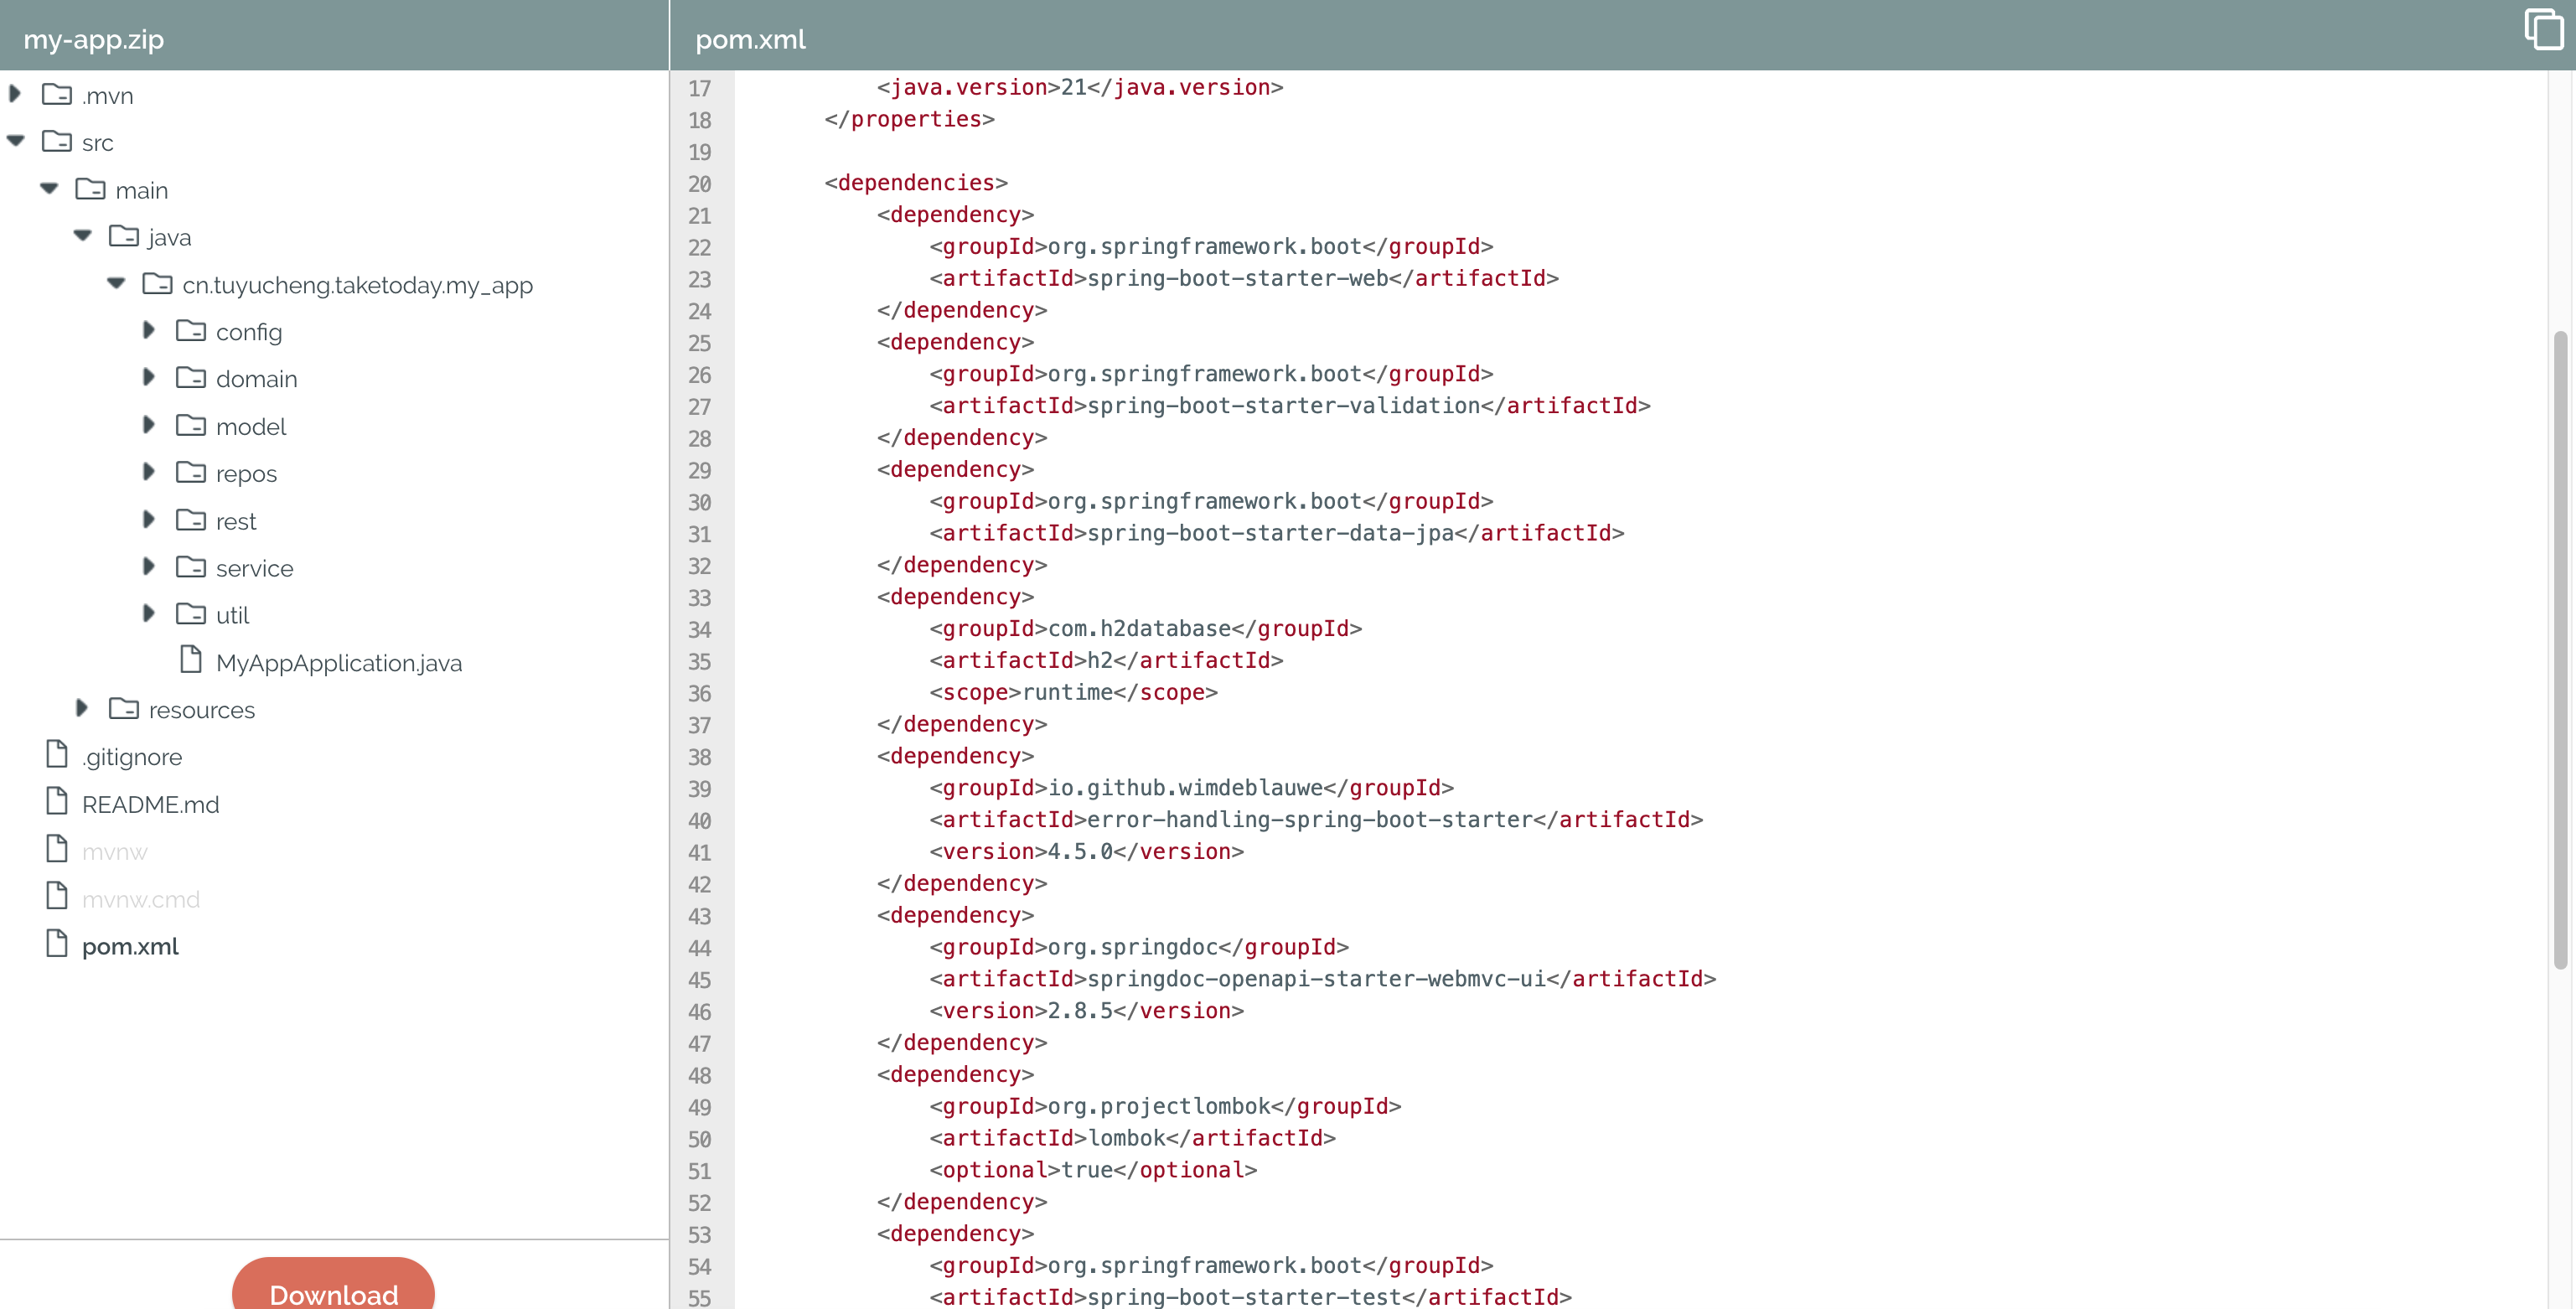 my-app.zip
.mvn
src
main
java
cn.tuyucheng.taketoday.my_app
config
domain
model
repos
rest
service
util
MyAppApplication.java
resources
.gitignore
README.md
mvnw
mvnw.cmd
pom.xml
Download
pom.xml
17 <java.version>21</java.version>
18 </properties>
19
20 <dependencies>
21 <dependency>
22 <groupId>org.springframework.boot</groupId>
23 <artifactId>spring-boot-starter-web</artifactId>
24 </dependency>
25 <dependency>
26 <groupId>org.springframework.boot</groupId>
27 <artifactId>spring-boot-starter-validation</artifactId>
28 </dependency>
29 <dependency>
30 <groupId>org.springframework.boot</groupId>
31 <artifactId>spring-boot-starter-data-jpa</artifactId>
32 </dependency>
33 <dependency>
34 <groupId>com.h2database</groupId>
35 <artifactId>h2</artifactId>
36 <scope>runtime</scope>
37 </dependency>
38 <dependency>
39 <groupId>io.github.wimdeblauwe</groupId>
40 <artifactId>error-handling-spring-boot-starter</artifactId>
41 <version>4.5.0</version>
42 </dependency>
43 <dependency>
44 <groupId>org.springdoc</groupId>
45 <artifactId>springdoc-openapi-starter-webmvc-ui</artifactId>
46 <version>2.8.5</version>
47 </dependency>
48 <dependency>
49 <groupId>org.projectlombok</groupId>
50 <artifactId>lombok</artifactId>
51 <optional>true</optional>
52 </dependency>
53 <dependency>
54 <groupId>org.springframework.boot</groupId>
55 <artifactId>spring-boot-starter-test</artifactId>